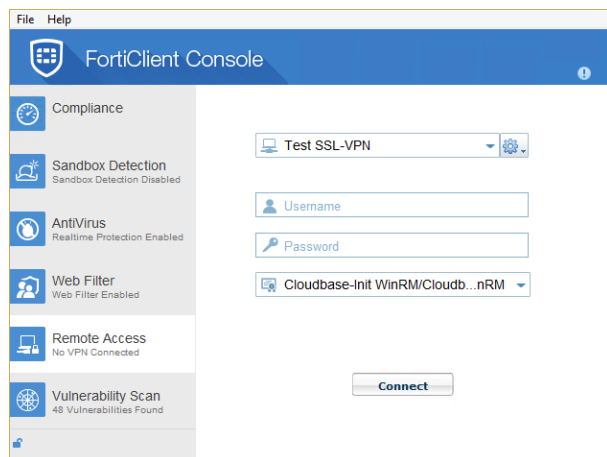 File Help
FortiClient Console
Compliance
Sandbox Detection
Sandbox Detection Disabled
AntiVirus
Realtime Protection Enabled
Web Filter
Web Filter Enabled
Remote Access
No VPN Connected
Vulnerability Scan
48 Vulnerabilities Found
Test SSL-VPN
Username
Password
Cloudbase-Init WinRM/Cloudb...nRM
Connect